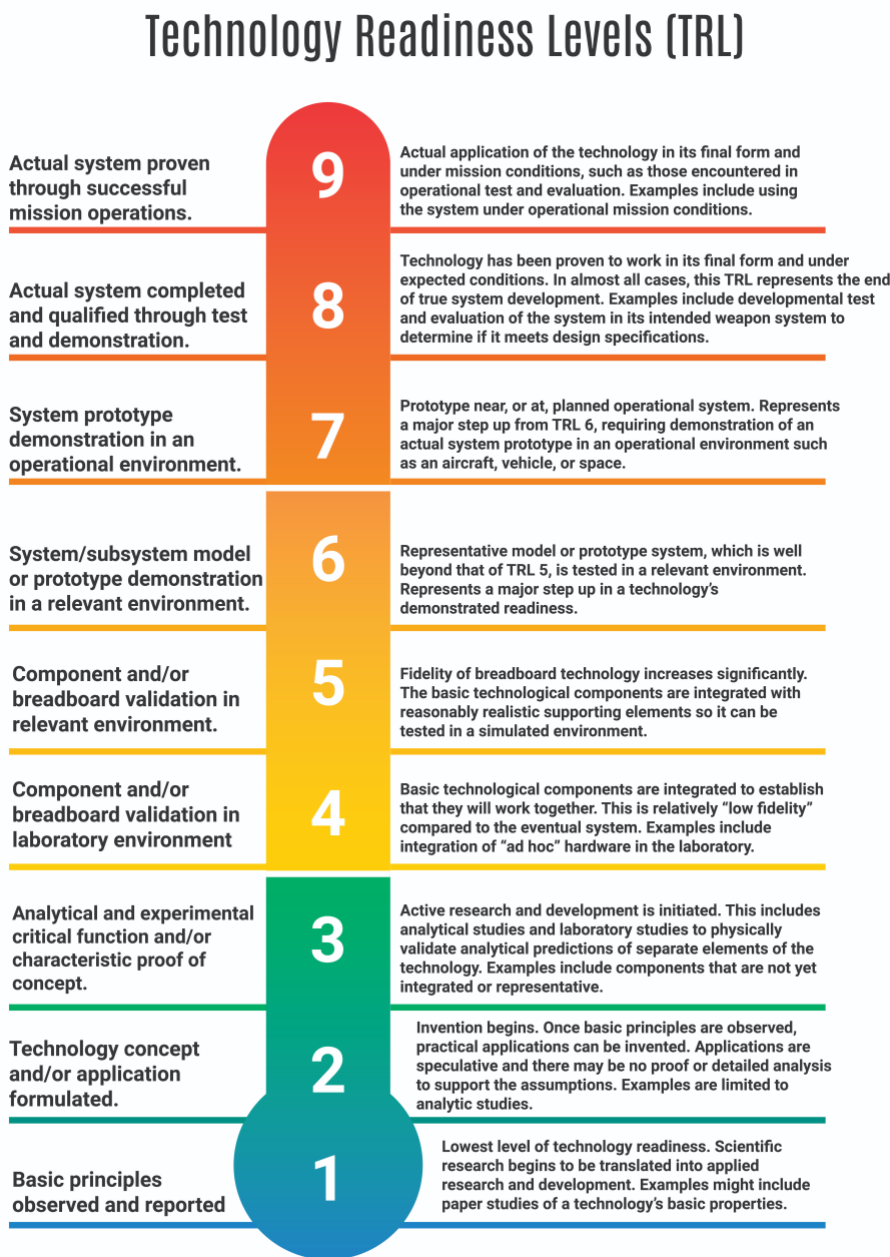 Technology Readiness Levels (TRL)
Actual system proven
through successful
mission operations.
9
Actual application of the technology in its final form and
under mission conditions, such as those encountered in
operational test and evaluation. Examples include using
the system under operational mission conditions.
Actual system completed
and qualified through test
and demonstration.
8
Technology has been proven to work in its final form and under
expected conditions. In almost all cases, this TRL represents the end
of true system development. Examples include developmental test
and evaluation of the system in its intended weapon system to
determine if it meets design specifications.
System prototype
demonstration in an
operational environment.
7
Prototype near, or at, planned operational system. Represents
a major step up from TRL 6, requiring demonstration of an
actual system prototype in an operational environment such
as an aircraft, vehicle, or space.
System/subsystem model
or prototype demonstration
in a relevant environment.
6
Representative model or prototype system, which is well
beyond that of TRL 5, is tested in a relevant environment.
Represents a major step up in a technology’s
demonstrated readiness.
Component and/or
breadboard validation in
relevant environment.
5
Fidelity of breadboard technology increases significantly.
The basic technological components are integrated with
reasonably realistic supporting elements so it can be
tested in a simulated environment.
Component and/or
breadboard validation in
laboratory environment
4
Basic technological components are integrated to establish
that they will work together. This is relatively “low fidelity”
compared to the eventual system. Examples include
integration of “ad hoc” hardware in the laboratory.
Analytical and experimental
critical function and/or
characteristic proof of
concept.
3
Active research and development is initiated. This includes
analytical studies and laboratory studies to physically
validate analytical predictions of separate elements of the
technology. Examples include components that are not yet
integrated or representative.
Technology concept
and/or application
formulated.
2
Invention begins. Once basic principles are observed,
practical applications can be invented. Applications are
speculative and there may be no proof or detailed analysis
to support the assumptions. Examples are limited to
analytic studies.
Basic principles
observed and reported
1
Lowest level of technology readiness. Scientific
research begins to be translated into applied
research and development. Examples might include
paper studies of a technology’s basic properties.